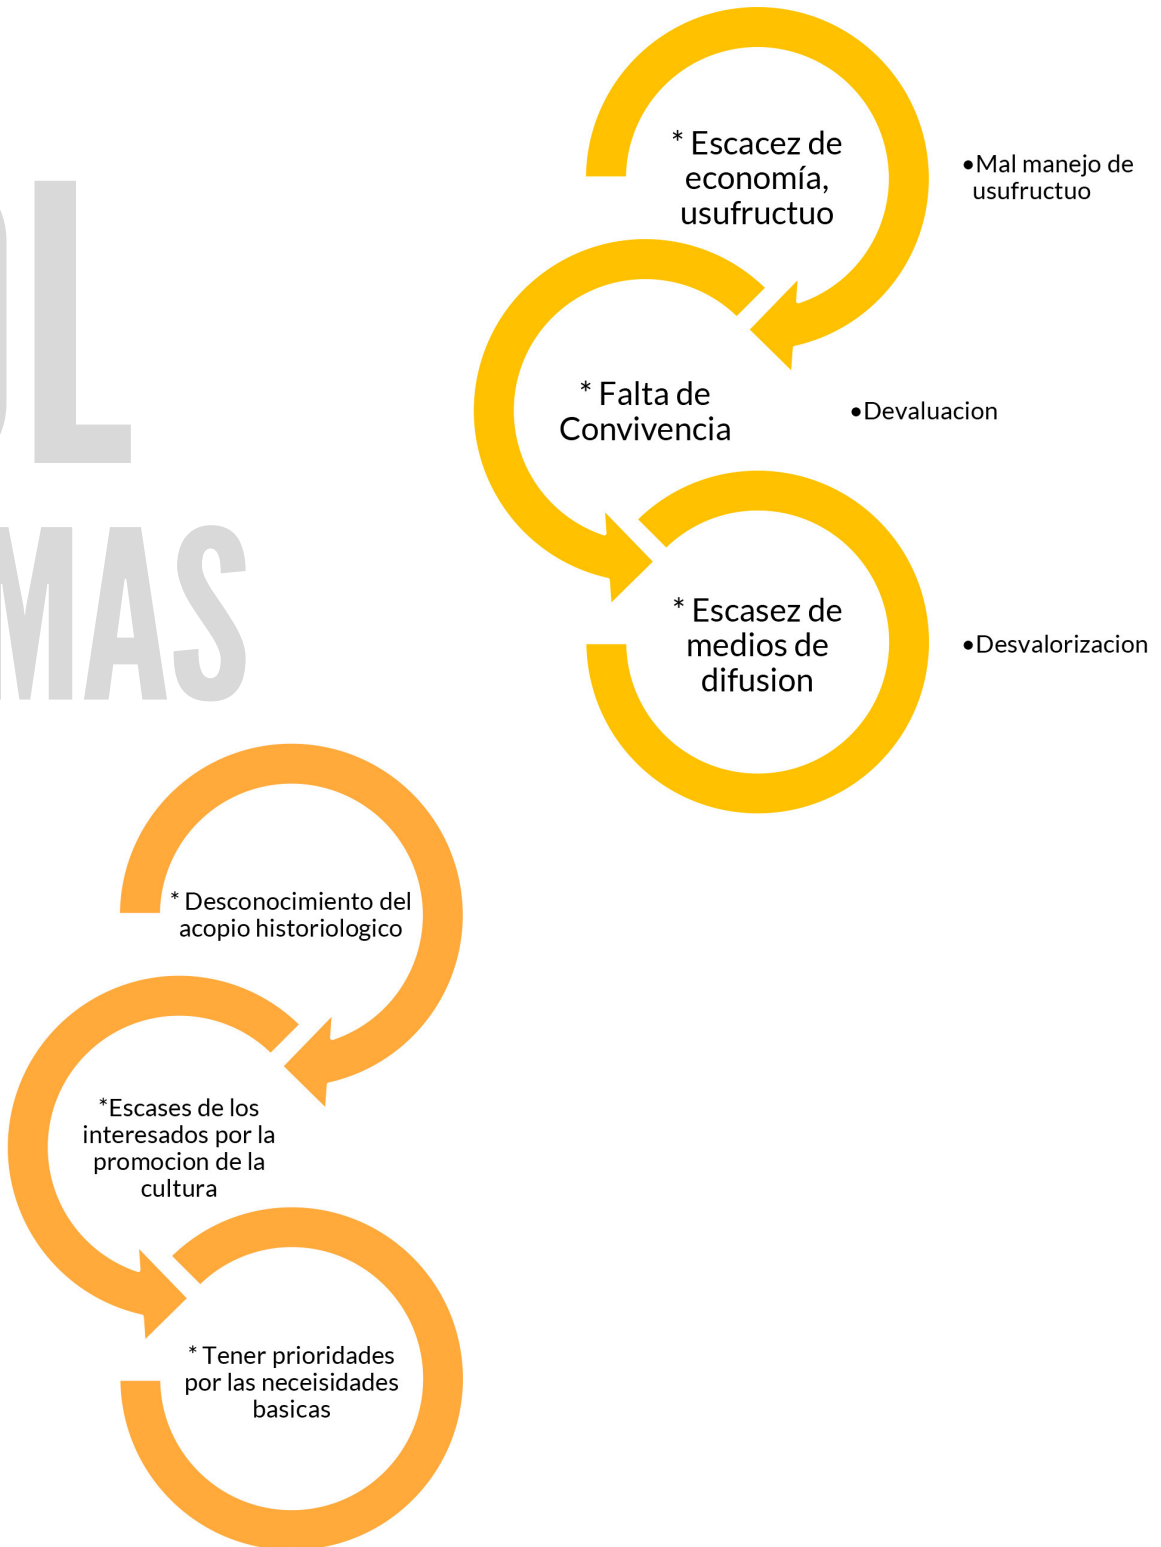 OL
MAS
* Escacez de
economía,
usufructuo
•Mal manejo de
usufructuo
* Falta de
Convivencia
•Devaluacion
* Escasez de
medios de
difusion
•Desvalorizacion
* Desconocimiento del
acopio historiologico
*Escases de los
interesados por la
promocion de la
cultura
* Tener prioridades
por las neceisidades
basicas